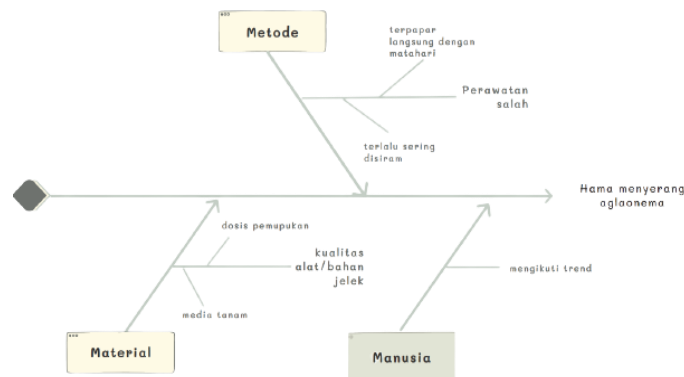 Metode
terpapar
langsung dengan
matahari
Perawatan
salah
terlalu sering
disiram
Hama menyerang
aglaonema
dosis pemupukan
kualitas
alat/bahan
jelek
media tanam
mengikuti trend
Material
Manusia